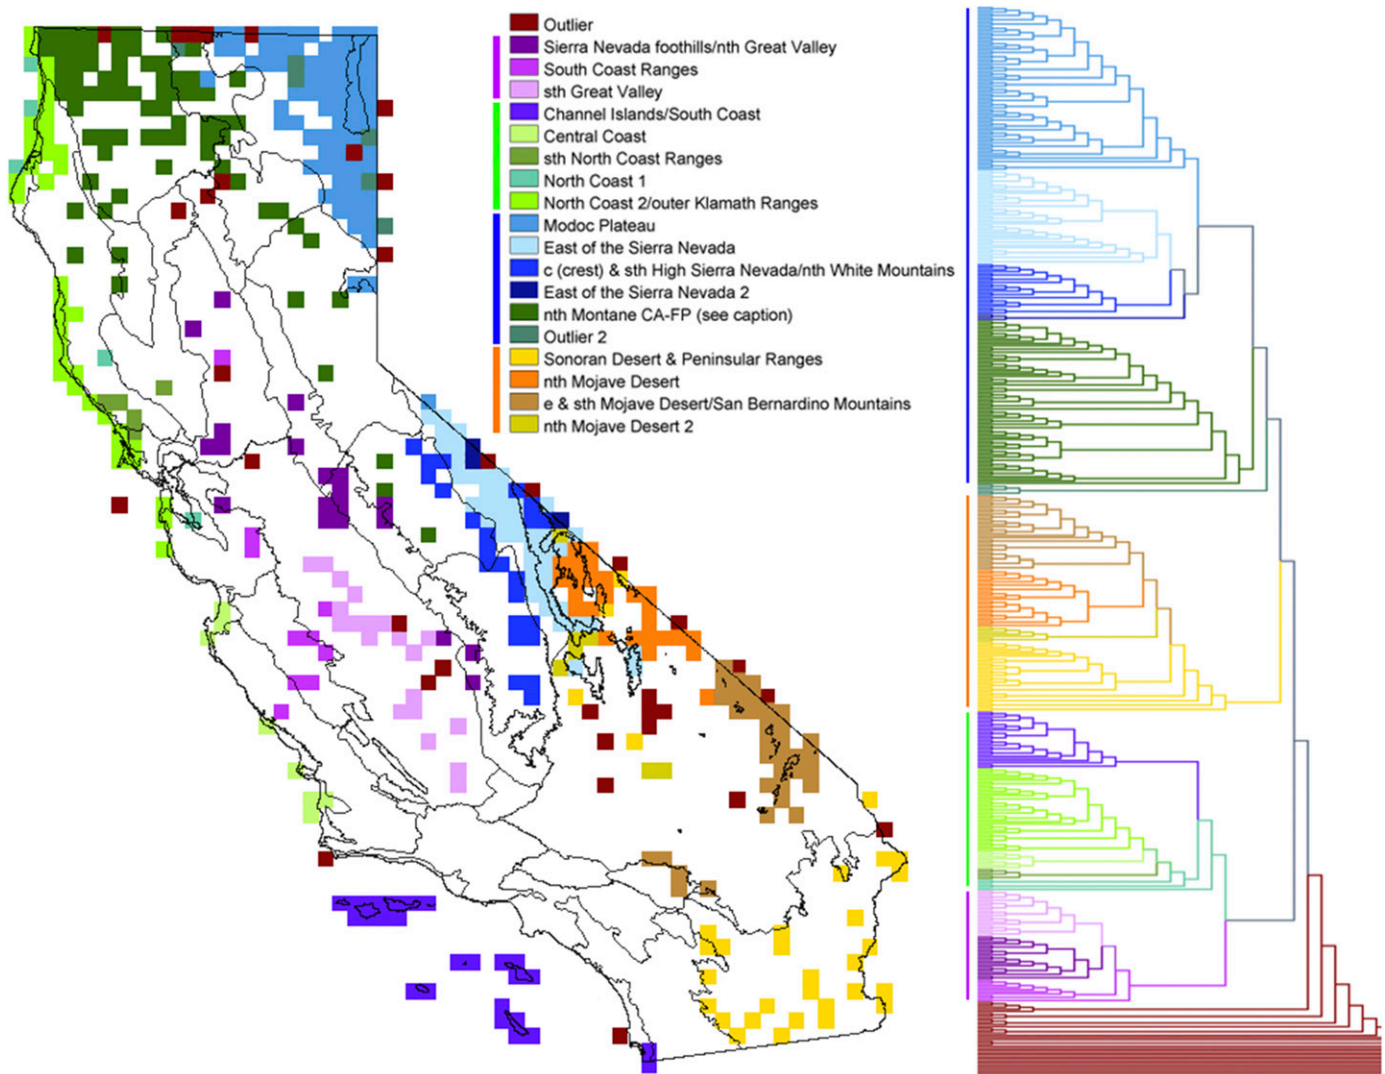 Outlier
Sierra Nevada foothills/nth Great Valley
South Coast Ranges
sth Great Valley
Channel Islands/South Coast
Central Coast
sth North Coast Ranges
North Coast 1
North Coast 2/outer Klamath Ranges
Modoc Plateau
East of the Sierra Nevada
c (crest) & sth High Sierra Nevada/nth White Mountains
East of the Sierra Nevada 2
nth Montane CA-FP (see caption)
Outlier 2
Sonoran Desert & Peninsular Ranges
nth Mojave Desert
e & sth Mojave Desert/San Bernardino Mountains
nth Mojave Desert 2